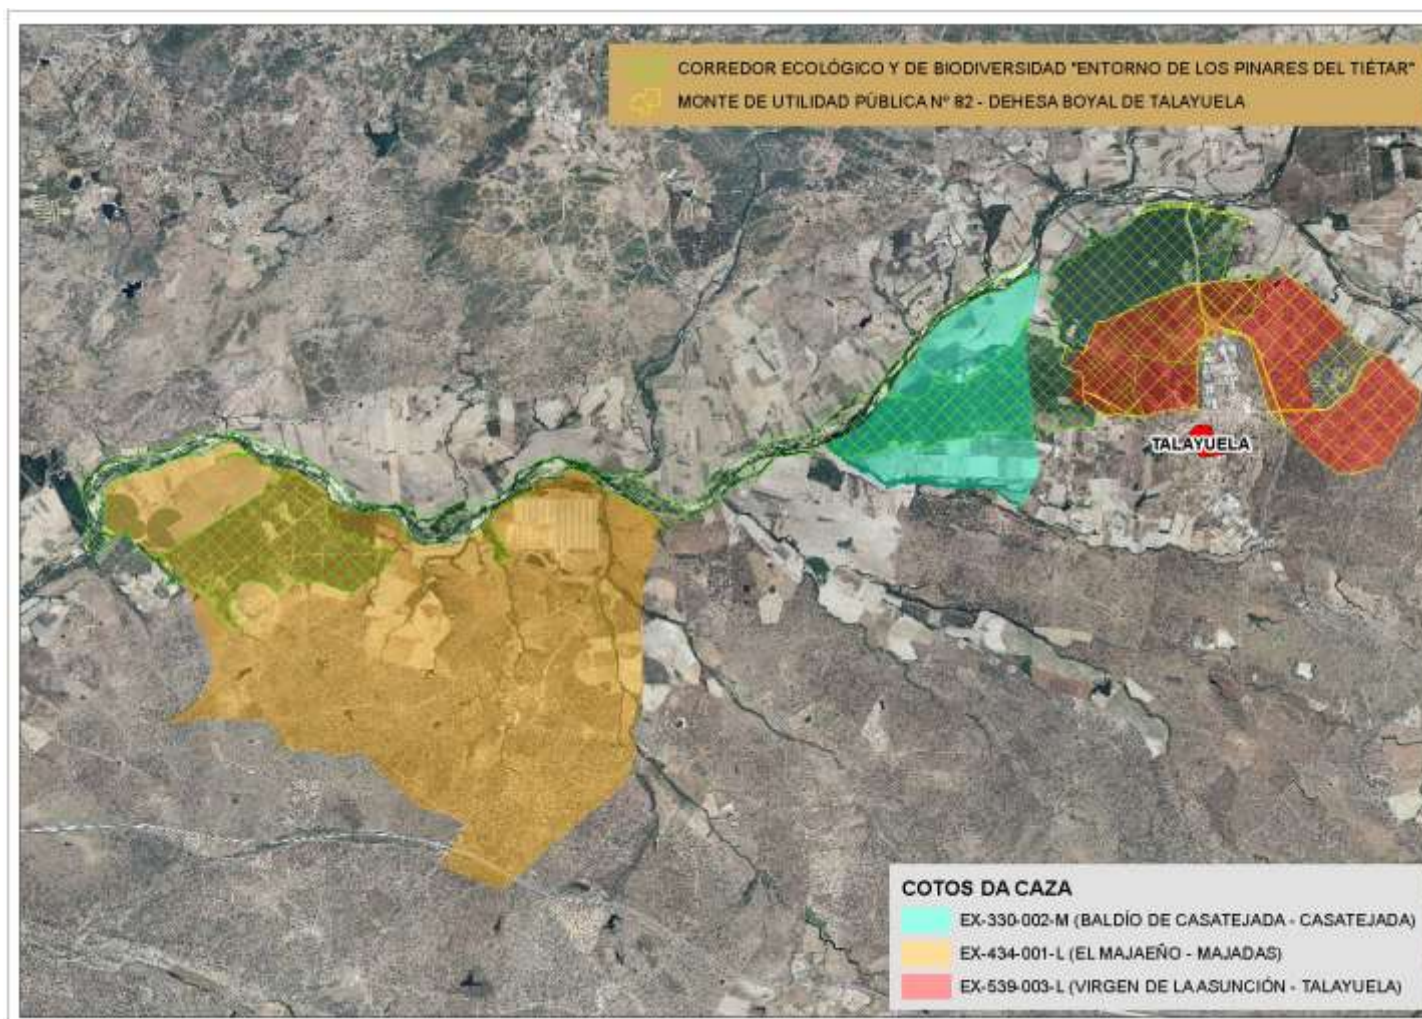 CORREDOR ECOLÓGICO Y DE BIODIVERSIDAD "ENTORNO DE LOS PINARES DEL TIÉTAR"
MONTE DE UTILIDAD PÚBLICA Nº 82 - DEHESA BOYAL DE TALAYUELA
TALAYUELA
COTOS DA CAZA
EX-330-002-M (BALDÍO DE CASATEJADA - CASATEJADA)
EX-434-001-L (EL MAJAEÑO - MAJADAS)
EX-539-003-L (VIRGEN DE LA ASUNCIÓN - TALAYUELA)